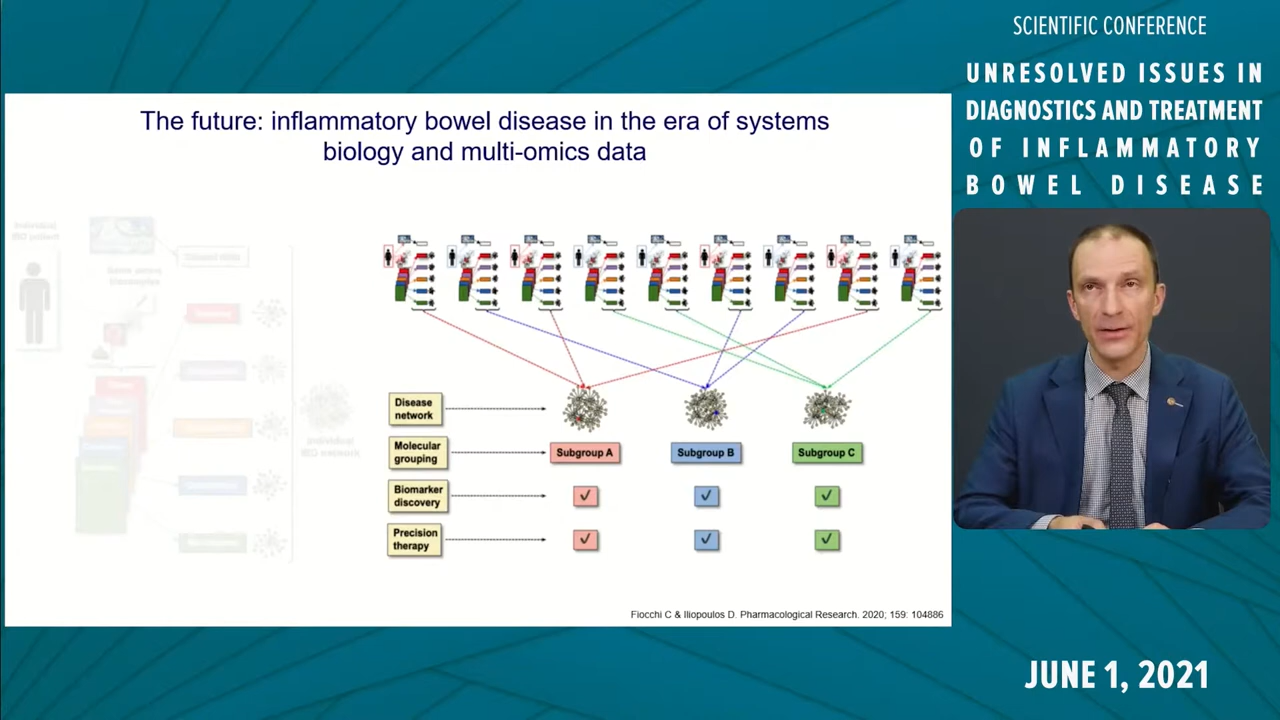 SCIENTIFIC CONFERENCE
UNRESOLVED ISSUES IN
DIAGNOSTICS AND TREATMENT
OF INFLAMMATORY
BOWEL DISEASE
The future: inflammatory bowel disease in the era of systems
biology and multi-omics data
Disease
network
Molecular
grouping
Subgroup A
Subgroup B
Subgroup C
Biomarker
discovery
Precision
therapy
Fiocchi C & Iliopoulos D. Pharmacological Research. 2020; 159: 104886
JUNE 1, 2021